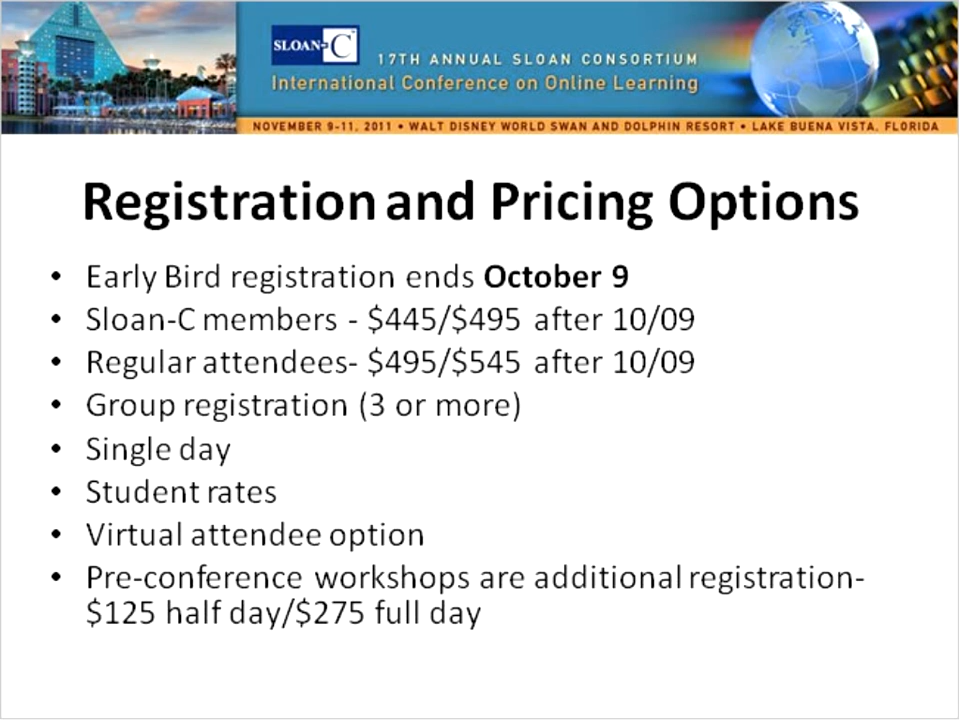 SLOAN-C
17TH ANNUAL SLOAN CONSORTIUM
International Conference on Online Learning
NOVEMBER 9-11, 2011 • WALT DISNEY WORLD SWAN AND DOLPHIN RESORT • LAKE BUENA VISTA, FLORIDA
Registration and Pricing Options
• Early Bird registration ends October 9
• Sloan-C members - $445/$495 after 10/09
• Regular attendees- $495/$545 after 10/09
• Group registration (3 or more)
• Single day
• Student rates
• Virtual attendee option
• Pre-conference workshops are additional registration-
$125 half day/$275 full day